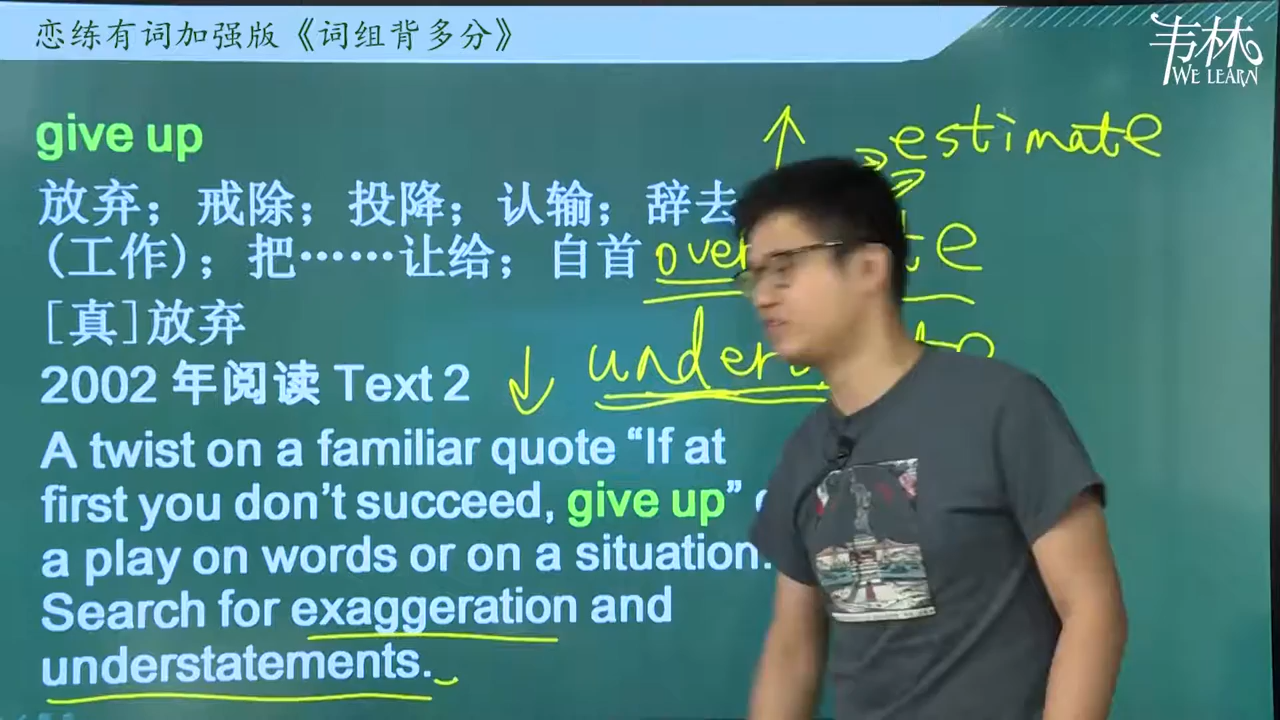 恋练有词加强版《词组背多分》
韦林
WE LEARN
give up
放弃；戒除；投降；认输；辞去
(工作)；把……让给；自首
[真]放弃
2002 年阅读 Text 2
A twist on a familiar quote “If at
first you don’t succeed, give up”
a play on words or on a situation.
Search for exaggeration and
understatements.
estimate
over
under